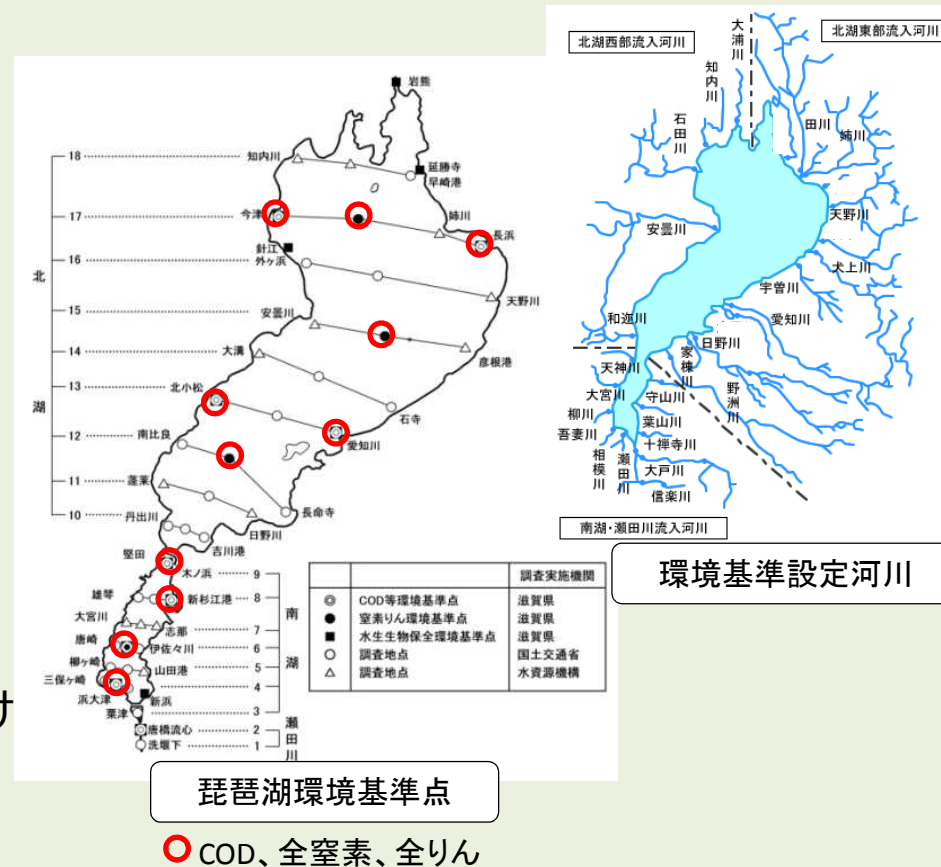 岩熊
18
知内川
延勝寺
早崎港
17
今津
姉川
長浜
針江
外ヶ浜
16
北
湖
天野川
15
安曇川
14
大溝
彦根港
13
北小松
石寺
12
南比良
愛知川
11
蓬莱
長命寺
10
丹出川
日野川
吉川港
堅田
木ノ浜
9
雄琴
新杉江港
8
大宮川
志那
7
南
湖
唐崎
伊佐々川
6
柳ヶ崎
山田港
5
三保ヶ崎
4
浜大津
新浜
粟津
3
瀬田川
唐橋流心
2
洗堰下
1
調査実施機関
◎ COD等環境基準点 滋賀県
● 窒素りん環境基準点 滋賀県
■ 水生生物保全環境基準点 滋賀県
○ 調査地点 国土交通省
△ 調査地点 水資源機構
け
琵琶湖環境基準点
COD、全窒素、全りん
北湖西部流入河川
大浦川
北湖東部流入河川
知内川
石田川
田川
姉川
天野川
安曇川
犬上川
宇曽川
愛知川
和迩川
日野川
家棟川
天神川
野洲川
大宮川
守山川
柳川
葉山川
吾妻川
十禅寺川
相模川
瀬田川
大戸川
信楽川
南湖・瀬田川流入河川
環境基準設定河川